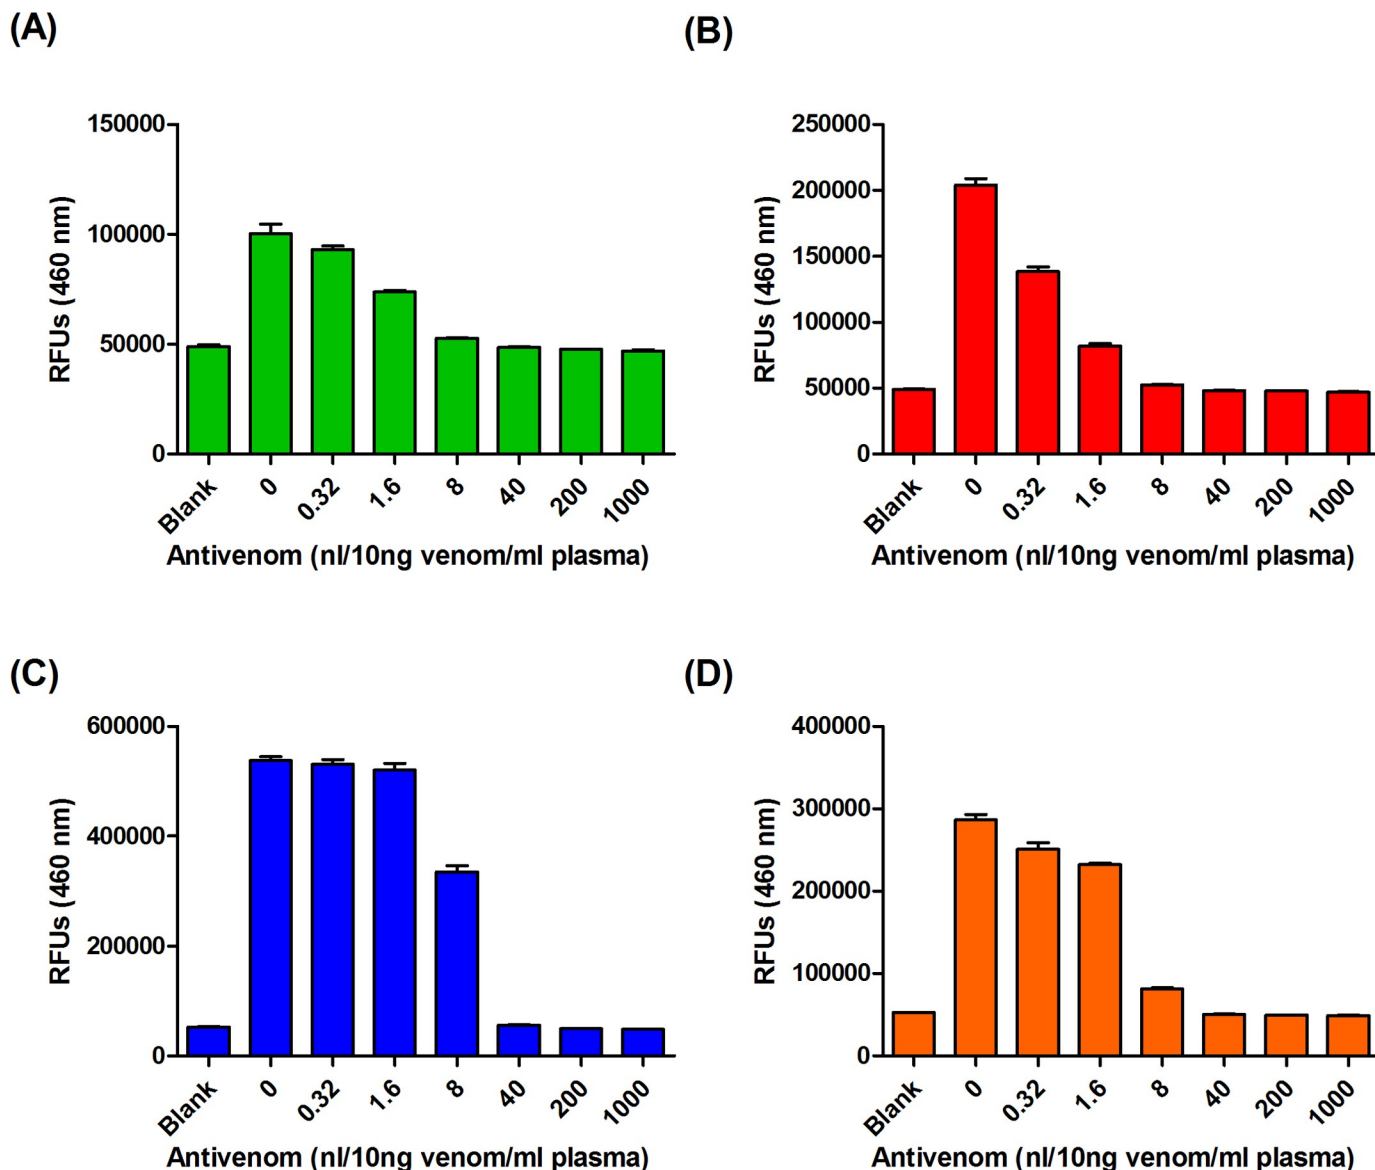 (A)
150000
100000
50000
0
RFUs (460 nm)
Blank 0 0.32 1.6 8 40 200 1000
Antivenom (nl/10ng venom/ml plasma)
(B)
250000
200000
150000
100000
50000
0
RFUs (460 nm)
Blank 0 0.32 1.6 8 40 200 1000
Antivenom (nl/10ng venom/ml plasma)
(C)
600000
400000
200000
0
RFUs (460 nm)
Blank 0 0.32 1.6 8 40 200 1000
Antivenom (nl/10ng venom/ml plasma)
(D)
400000
300000
200000
100000
0
RFUs (460 nm)
Blank 0 0.32 1.6 8 40 200 1000
Antivenom (nl/10ng venom/ml plasma)